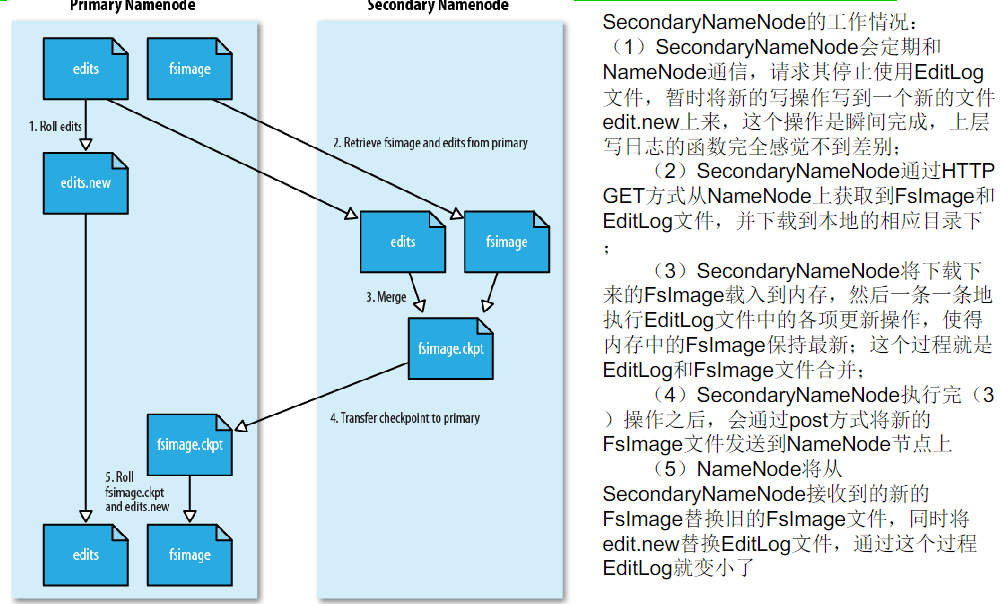 Primary Namenode
Secondary Namenode
edits
fsimage
1. Roll edits
2. Retrieve fsimage and edits from primary
edits.new
edits
fsimage
3. Merge
fsimage.ckpt
4. Transfer checkpoint to primary
fsimage.ckpt
5. Roll
fsimage.ckpt
and edits.new
edits
fsimage
SecondaryNameNode的工作情况：
（1）SecondaryNameNode会定期和
NameNode通信，请求其停止使用EditLog
文件，暂时将新的写操作写到一个新的文件
edit.new上来，这个操作是瞬间完成，上层
写日志的函数完全感觉不到差别；
（2）SecondaryNameNode通过HTTP
GET方式从NameNode上获取到FsImage和
EditLog文件，并下载到本地的相应目录下
；
（3）SecondaryNameNode将下载下
来的FsImage载入到内存，然后一条一条地
执行EditLog文件中的各项更新操作，使得
内存中的FsImage保持最新；这个过程就是
EditLog和FsImage文件合并；
（4）SecondaryNameNode执行完（3
）操作之后，会通过post方式将新的
FsImage文件发送到NameNode节点上
（5）NameNode将从
SecondaryNameNode接收到的新的
FsImage替换旧的FsImage文件，同时将
edit.new替换EditLog文件，通过这个过程
EditLog就变小了